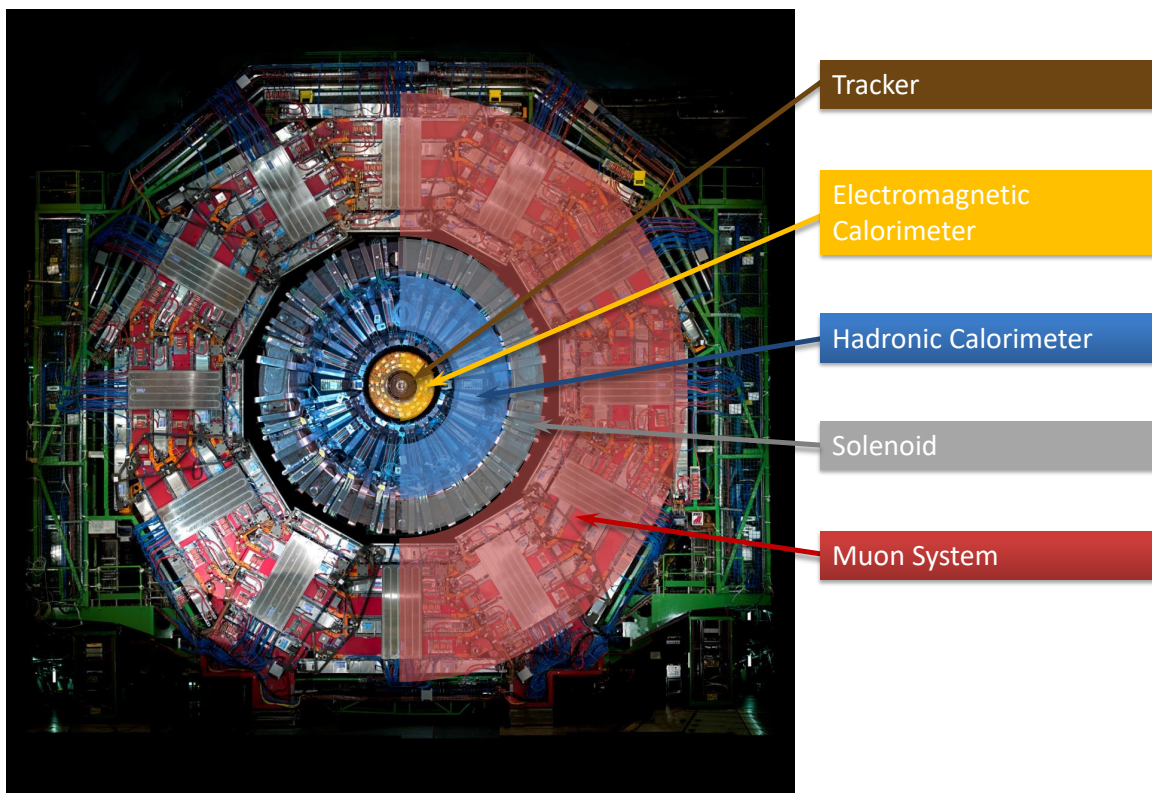 Tracker
Electromagnetic
Calorimeter
Hadronic Calorimeter
Solenoid
Muon System